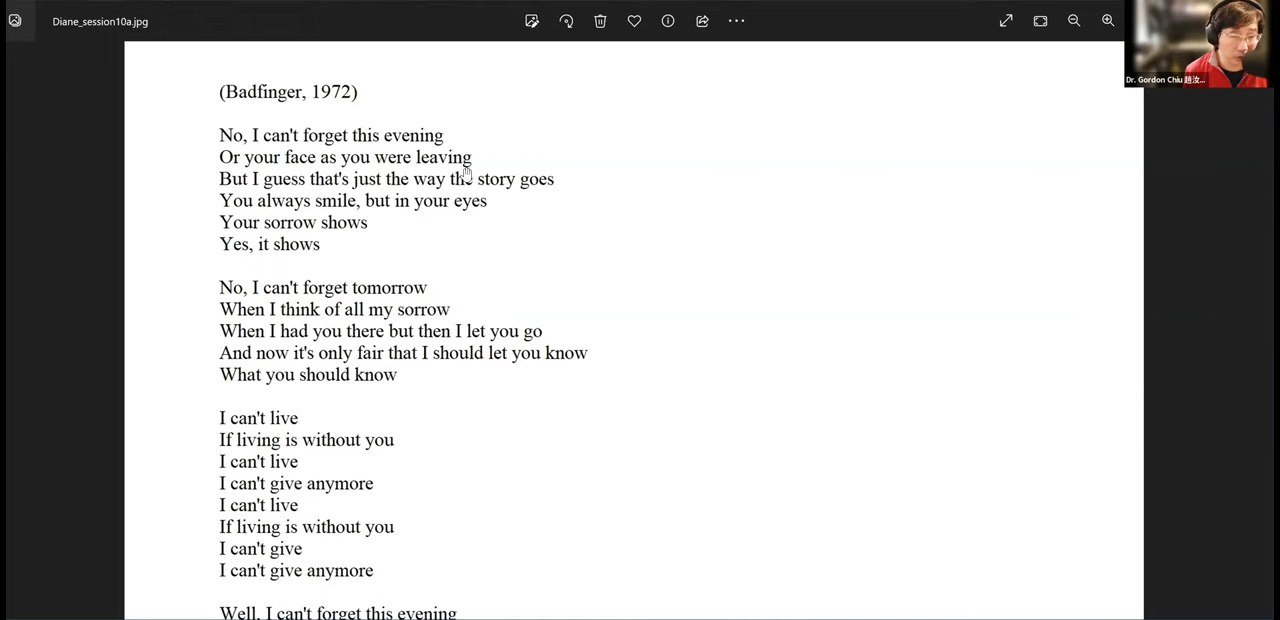 Diane_session10a.jpg
Dr. Gordon Chiu 趙汝...
(Badfinger, 1972)
No, I can't forget this evening
Or your face as you were leaving
But I guess that's just the way the story goes
You always smile, but in your eyes
Your sorrow shows
Yes, it shows
No, I can't forget tomorrow
When I think of all my sorrow
When I had you there but then I let you go
And now it's only fair that I should let you know
What you should know
I can't live
If living is without you
I can't live
I can't give anymore
I can't live
If living is without you
I can't give
I can't give anymore
Well, I can't forget this evening